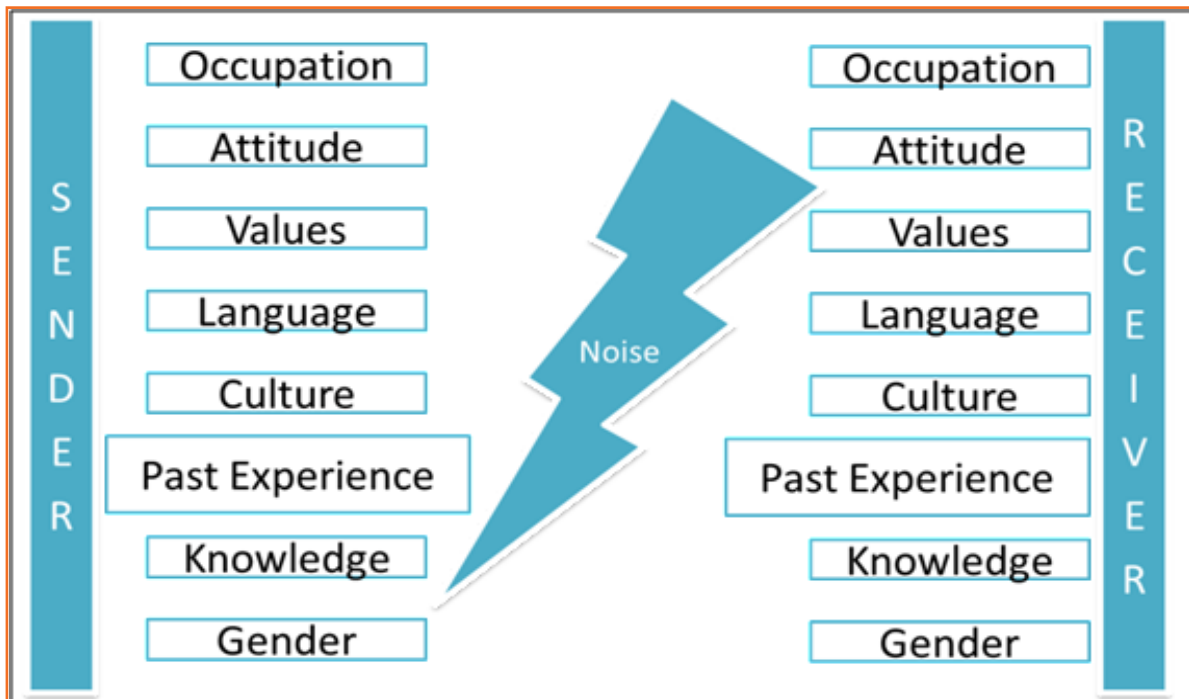 SENDER
Occupation
Attitude
Values
Language
Culture
Past Experience
Knowledge
Gender
Noise
Occupation
Attitude
Values
Language
Culture
Past Experience
Knowledge
Gender
RECEIVER